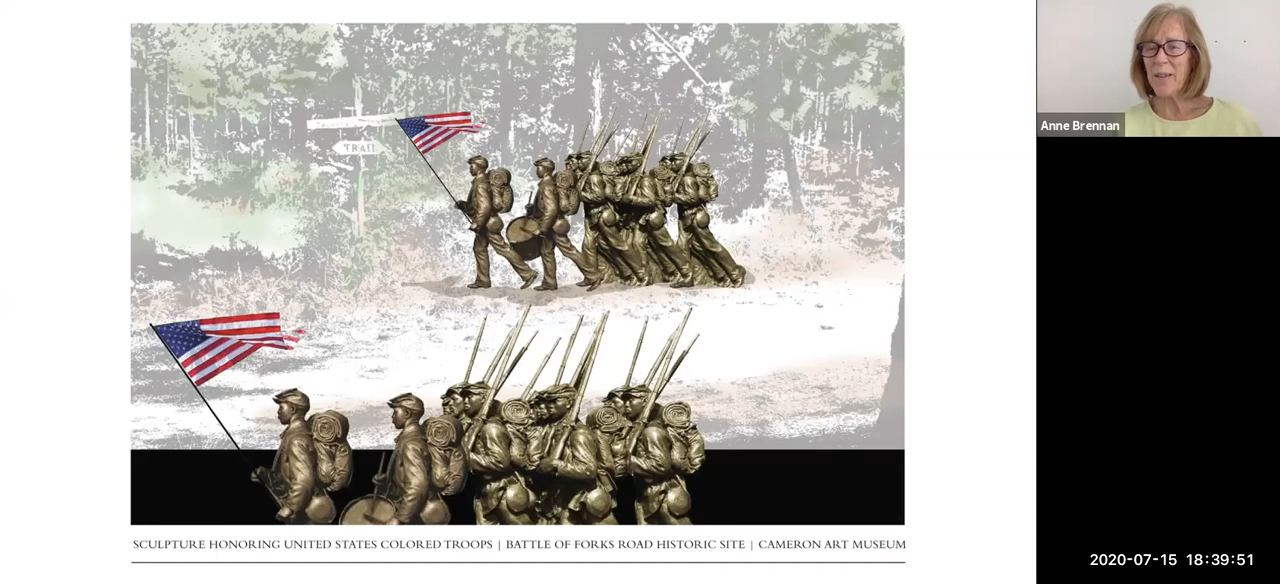 TRAIL
SCULPTURE HONORING UNITED STATES COLORED TROOPS | BATTLE OF FORKS ROAD HISTORIC SITE | CAMERON ART MUSEUM
Anne Brennan
2020-07-15 18:39:51